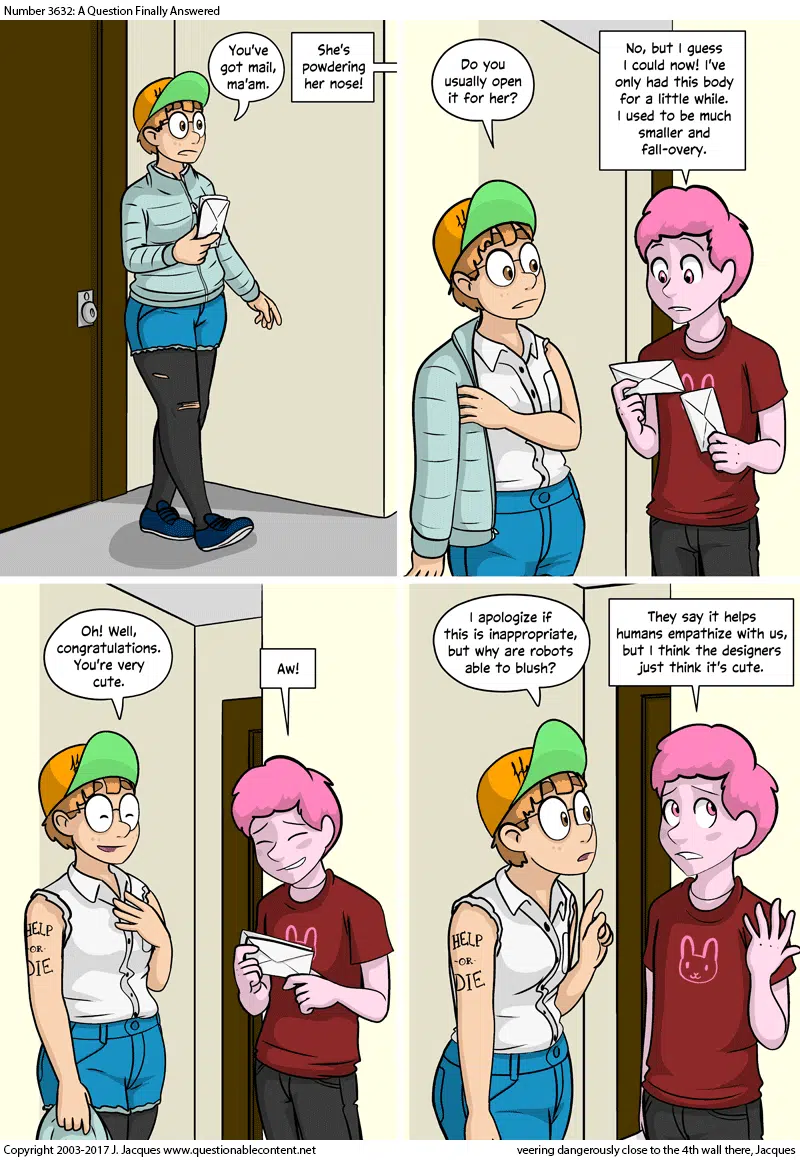 Number 3632: A Question Finally Answered
You've
got mail,
ma'am.
She's
powdering
her nose!
Do you
usually open
it for her?
No, but I guess
I could now! I've
only had this body
for a little while.
I used to be much
smaller and
fall-overy.
Oh! Well,
congratulations.
You're very
cute.
Aw!
HELP
-OR-
DIE
I apologize if
this is inappropriate,
but why are robots
able to blush?
They say it helps
humans empathize with us,
but I think the designers
just think it's cute.
HELP
-OR-
DIE
Copyright 2003-2017 J. Jacques www.questionablecontent.net
veering dangerously close to the 4th wall there, Jacques